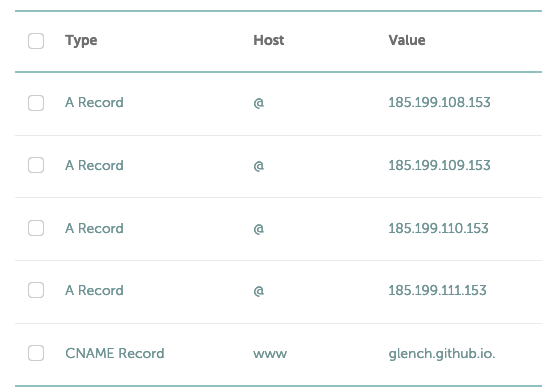 Type Host Value
A Record @ 185.199.108.153
A Record @ 185.199.109.153
A Record @ 185.199.110.153
A Record @ 185.199.111.153
CNAME Record www glench.github.io.